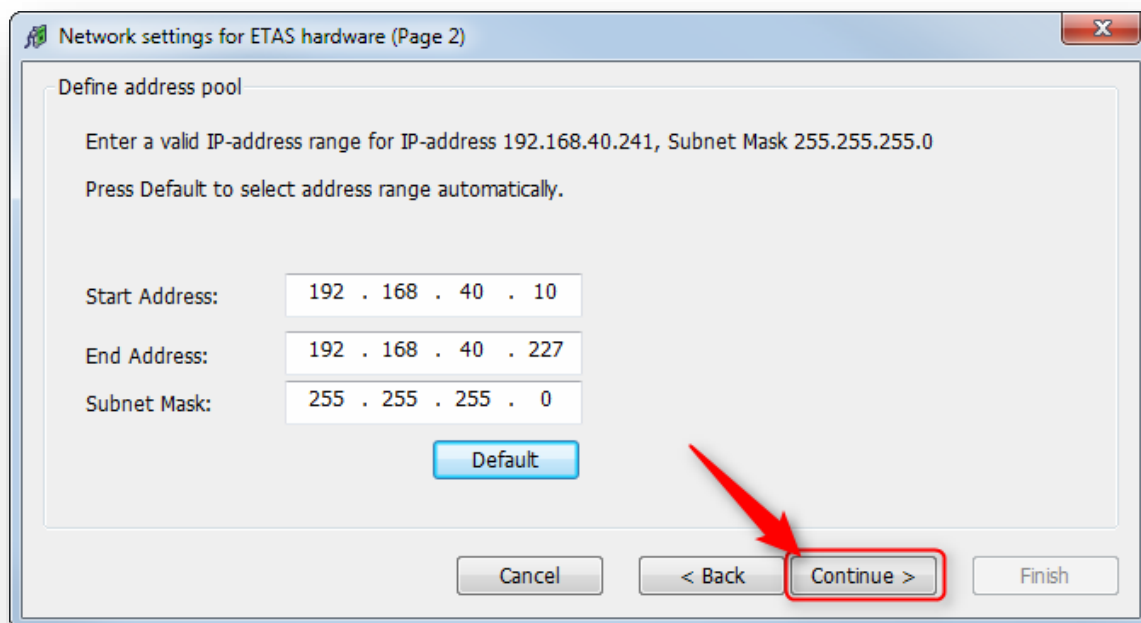 Network settings for ETAS hardware (Page 2)
Define address pool
Enter a valid IP-address range for IP-address 192.168.40.241, Subnet Mask 255.255.255.0
Press Default to select address range automatically.
Start Address: 192 . 168 . 40 . 10
End Address: 192 . 168 . 40 . 227
Subnet Mask: 255 . 255 . 255 . 0
Default
Cancel < Back Continue > Finish